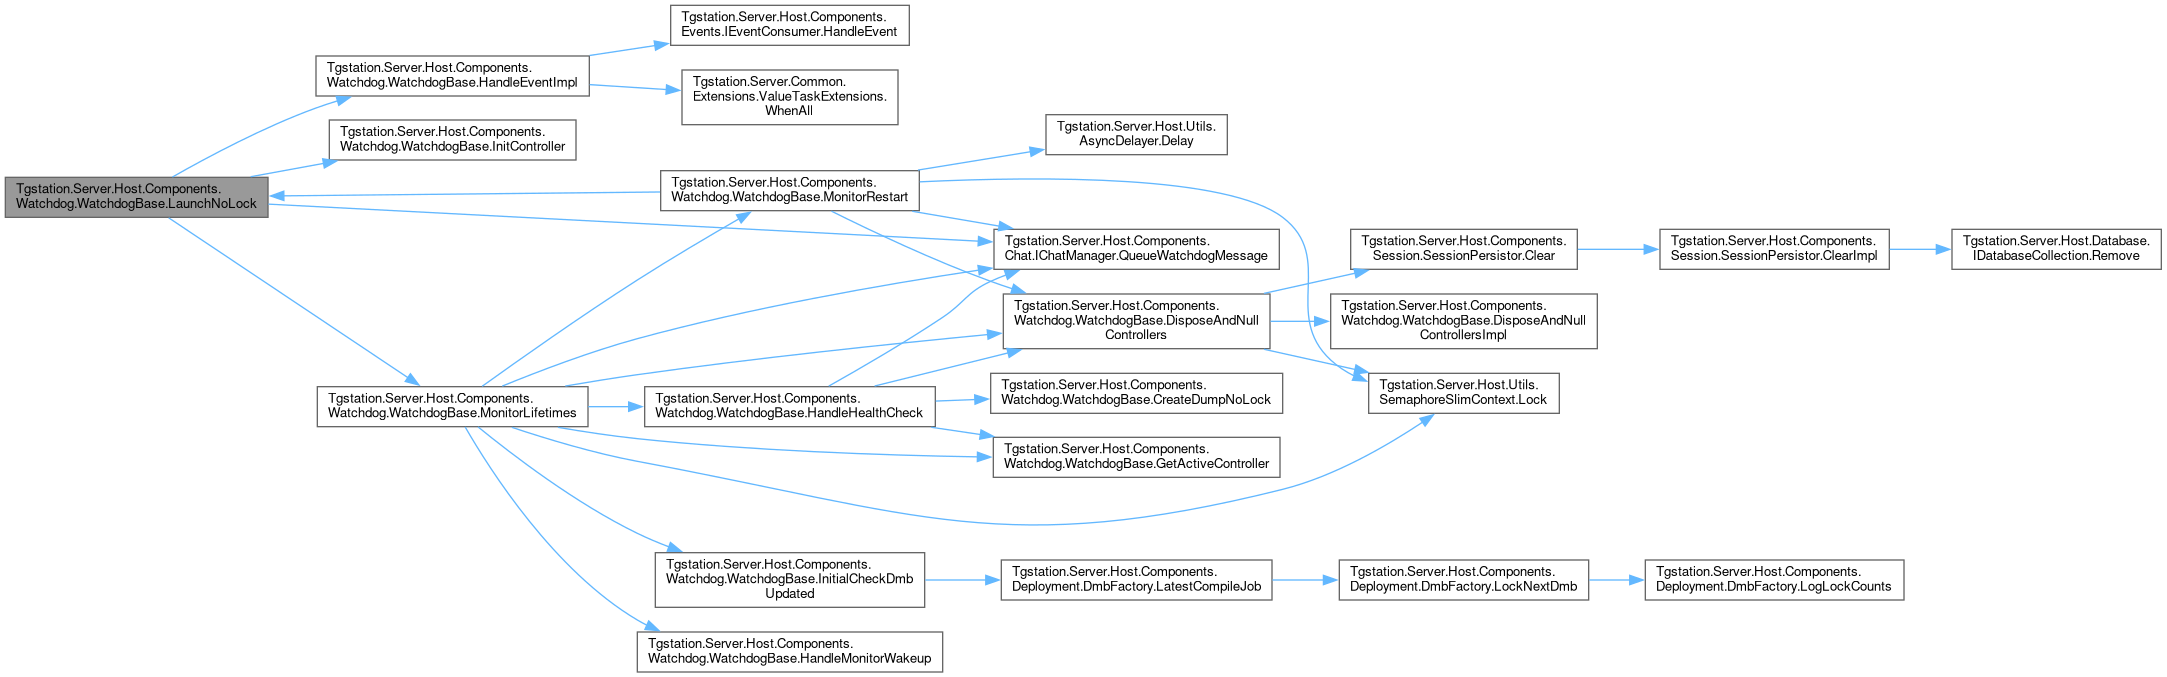 Tgstation.Server.Host.Components.
Events.IEventConsumer.HandleEvent
Tgstation.Server.Host.Components.
Watchdog.WatchdogBase.HandleEventImpl
Tgstation.Server.Common.
Extensions.ValueTaskExtensions.
WhenAll
Tgstation.Server.Host.Components.
Watchdog.WatchdogBase.InitController
Tgstation.Server.Host.Utils.
AsyncDelayer.Delay
Tgstation.Server.Host.Components.
Watchdog.WatchdogBase.LaunchNoLock
Tgstation.Server.Host.Components.
Watchdog.WatchdogBase.MonitorRestart
Tgstation.Server.Host.Components.
Chat.IChatManager.QueueWatchdogMessage
Tgstation.Server.Host.Components.
Session.SessionPersistor.Clear
Tgstation.Server.Host.Components.
Session.SessionPersistor.ClearImpl
Tgstation.Server.Host.Database.
IDatabaseCollection.Remove
Tgstation.Server.Host.Components.
Watchdog.WatchdogBase.DisposeAndNull
Controllers
Tgstation.Server.Host.Components.
Watchdog.WatchdogBase.DisposeAndNull
ControllersImpl
Tgstation.Server.Host.Components.
Watchdog.WatchdogBase.MonitorLifetimes
Tgstation.Server.Host.Components.
Watchdog.WatchdogBase.HandleHealthCheck
Tgstation.Server.Host.Components.
Watchdog.WatchdogBase.CreateDumpNoLock
Tgstation.Server.Host.Utils.
SemaphoreSlimContext.Lock
Tgstation.Server.Host.Components.
Watchdog.WatchdogBase.GetActiveController
Tgstation.Server.Host.Components.
Watchdog.WatchdogBase.InitialCheckDmb
Updated
Tgstation.Server.Host.Components.
Deployment.DmbFactory.LatestCompileJob
Tgstation.Server.Host.Components.
Deployment.DmbFactory.LockNextDmb
Tgstation.Server.Host.Components.
Deployment.DmbFactory.LogLockCounts
Tgstation.Server.Host.Components.
Watchdog.WatchdogBase.HandleMonitorWakeup